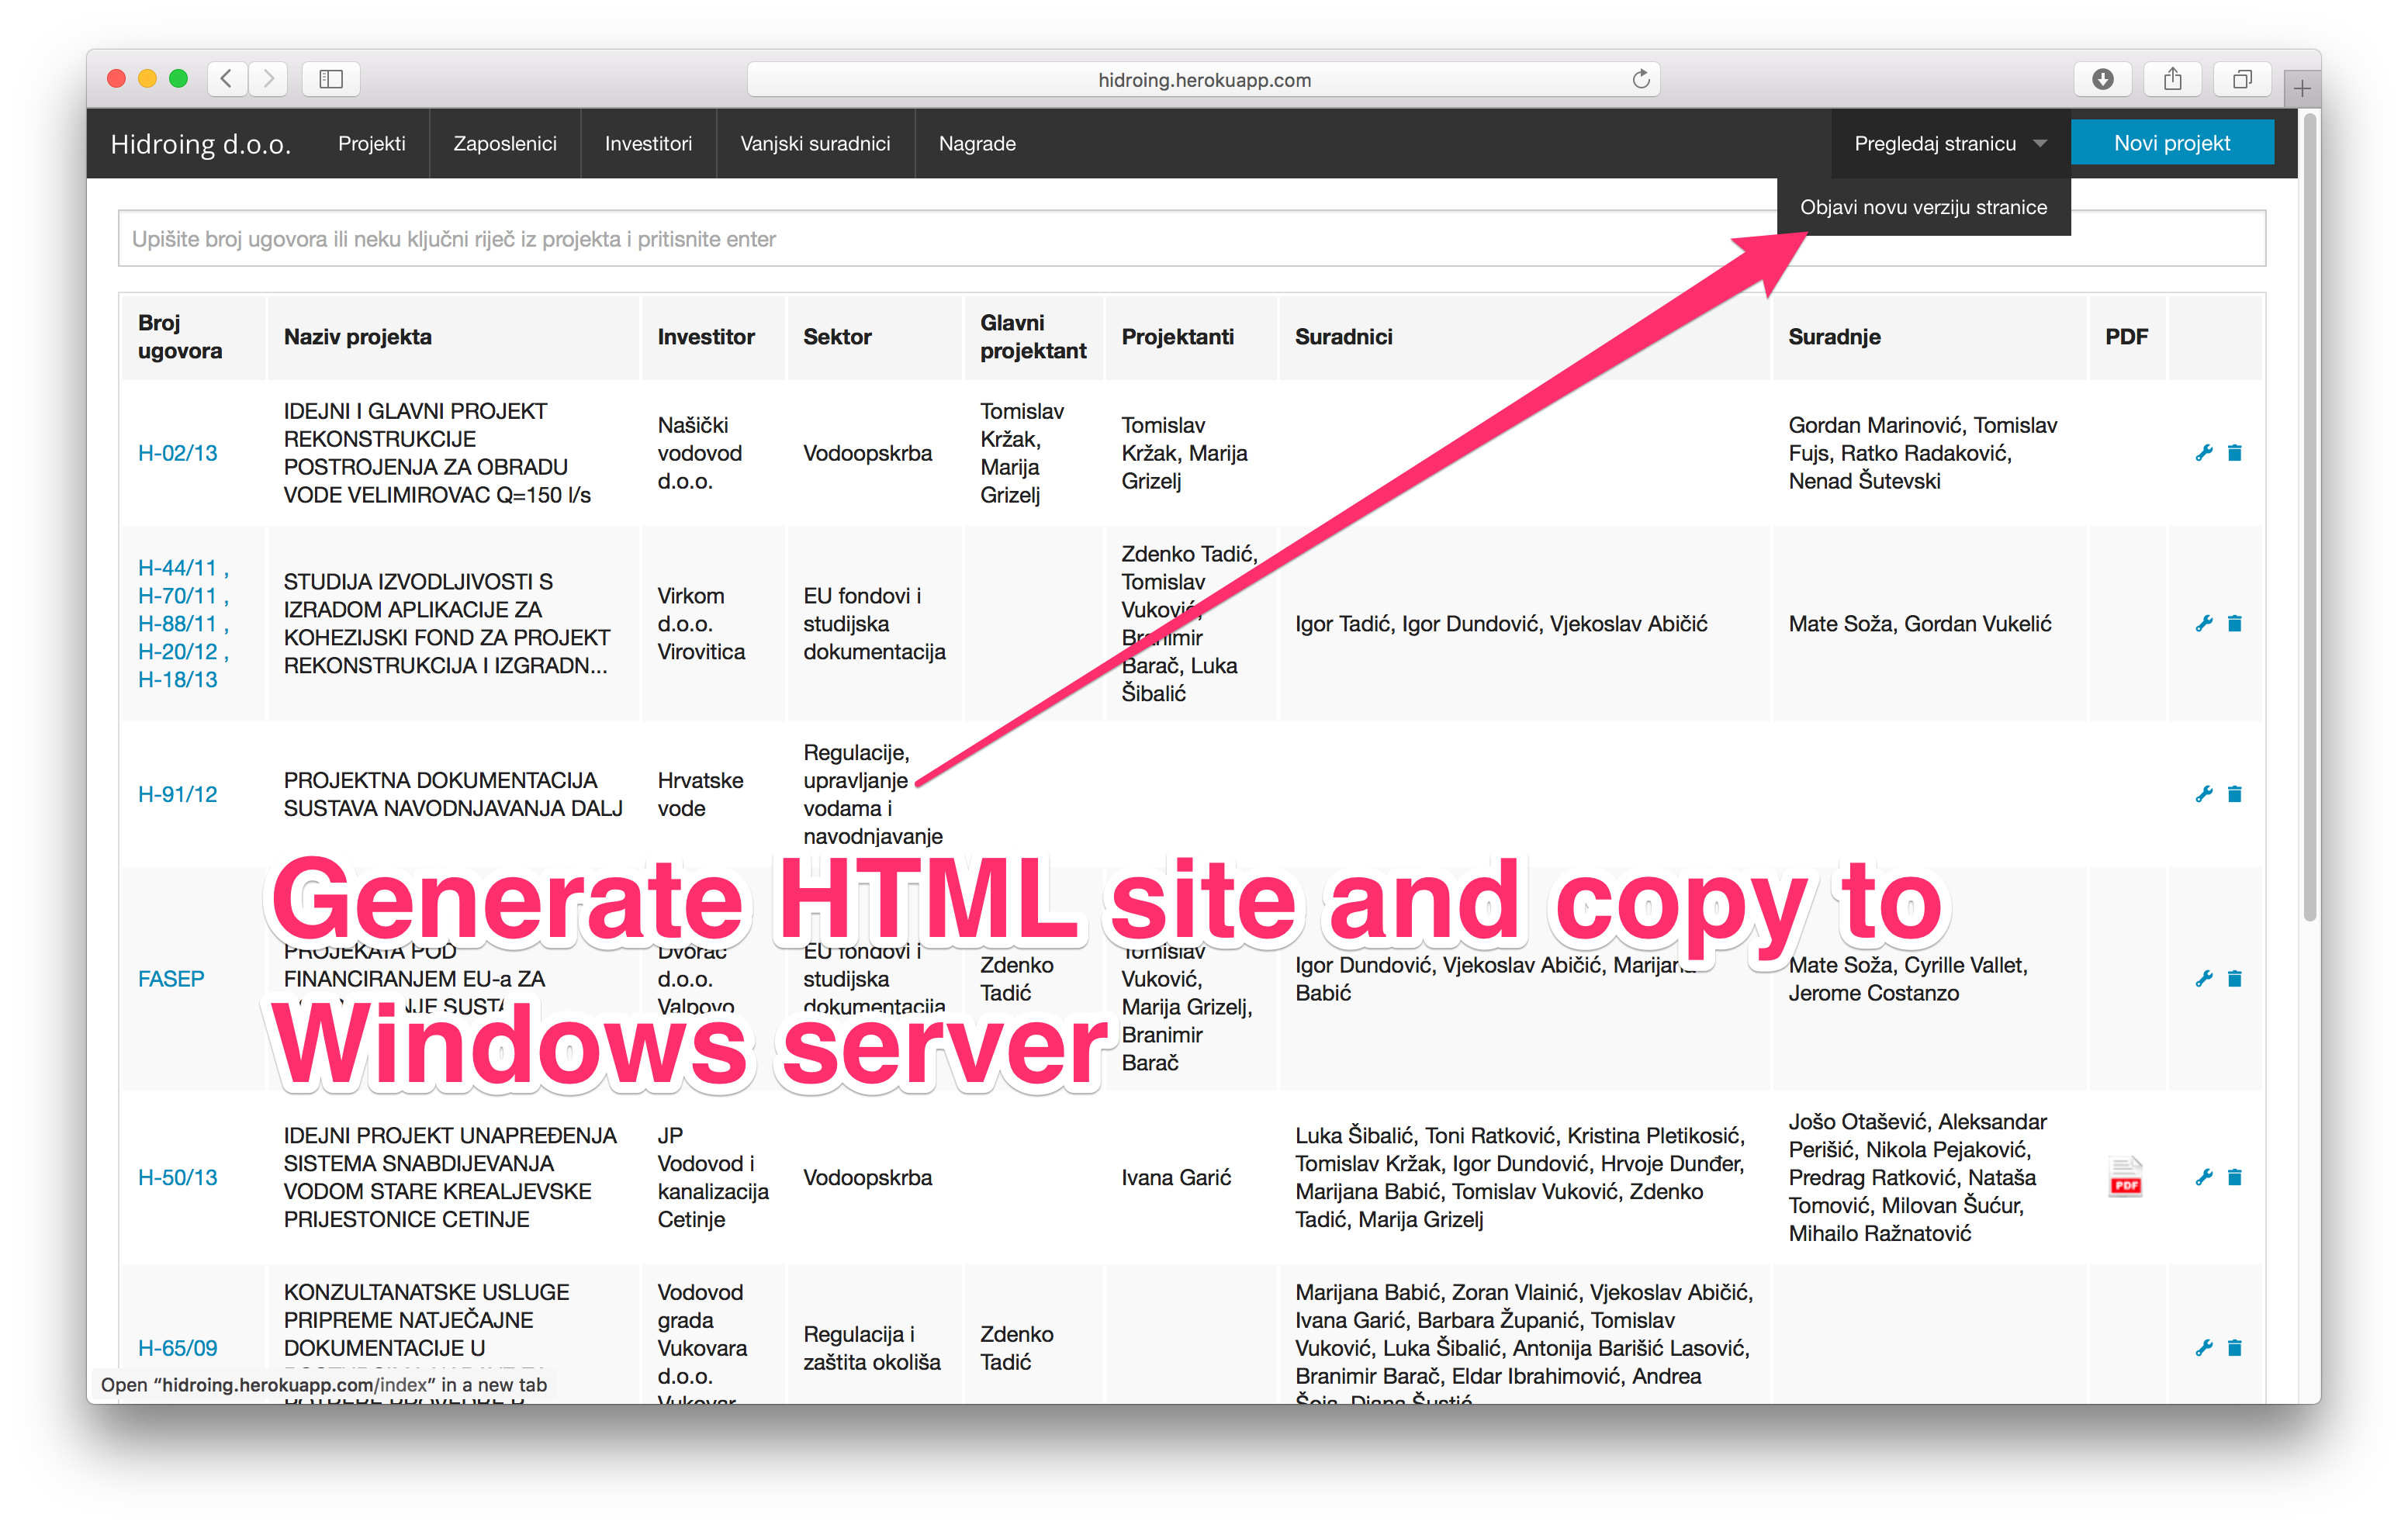 hidroing.herokuapp.com
Hidroing d.o.o. Projekti Zaposlenici Investitori Vanjski suradnici Nagrade Pregledaj stranicu Novi projekt
Objavi novu verziju stranice
Upišite broj ugovora ili neku ključni riječ iz projekta i pritisnite enter
Broj
ugovora
Naziv projekta
Investitor
Sektor
Glavni
projektant
Projektanti
Suradnici
Suradnje
PDF
H-02/13
IDEJNI I GLAVNI PROJEKT
REKONSTRUKCIJE
POSTROJENJA ZA OBRADU
VODE VELIMIROVAC Q=150 l/s
Našički
vodovod
d.o.o.
Vodoopskrba
Tomislav
Kržak,
Marija
Grizelj
Tomislav
Kržak, Marija
Grizelj
Gordan Marinović, Tomislav
Fujs, Ratko Radaković,
Nenad Šutevski
H-44/11 ,
H-70/11 ,
H-88/11 ,
H-20/12 ,
H-18/13
STUDIJA IZVODLJIVOSTI S
IZRADOM APLIKACIJE ZA
KOHEZIJSKI FOND ZA PROJEKT
REKONSTRUKCIJA I IZGRADN...
Virkom
d.o.o.
Virovitica
EU fondovi i
studijska
dokumentacija
Zdenko Tadić,
Tomislav
Vuković,
Branimir
Barač, Luka
Šibalić
Igor Tadić, Igor Dundović, Vjekoslav Abičić
Mate Soža, Gordan Vukelić
H-91/12
PROJEKTNA DOKUMENTACIJA
SUSTAVA NAVODNJAVANJA DALJ
Hrvatske
vode
Regulacije,
upravljanje
vodama i
navodnjavanje
Generate HTML site and copy to
Windows server
FASEP
PROJEKATA POD
FINANCIRANJEM EU-a ZA
Dvorac
d.o.o.
Valpovo
EU fondovi i
studijska
dokumentacija
Zdenko
Tadić
Tomislav
Vuković,
Marija Grizelj,
Branimir
Barač
Igor Dundović, Vjekoslav Abičić, Marijana
Babić
Mate Soža, Cyrille Vallet,
Jerome Costanzo
H-50/13
IDEJNI PROJEKT UNAPREĐENJA
SISTEMA SNABDIJEVANJA
VODOM STARE KREALJEVSKE
PRIJESTONICE CETINJE
JP
Vodovod i
kanalizacija
Cetinje
Vodoopskrba
Ivana Garić
Luka Šibalić, Toni Ratković, Kristina Pletikosić,
Tomislav Kržak, Igor Dundović, Hrvoje Dunđer,
Marijana Babić, Tomislav Vuković, Zdenko
Tadić, Marija Grizelj
Jošo Otašević, Aleksandar
Perišić, Nikola Pejaković,
Predrag Ratković, Nataša
Tomović, Milovan Šućur,
Mihailo Ražnatović
PDF
H-65/09
KONZULTANATSKE USLUGE
PRIPREME NATJEČAJNE
DOKUMENTACIJE U
Vodovod
grada
Vukovara
d.o.o.
Vukovar
Regulacija i
zaštita okoliša
Zdenko
Tadić
Marijana Babić, Zoran Vlainić, Vjekoslav Abičić,
Ivana Garić, Barbara Županić, Tomislav
Vuković, Luka Šibalić, Antonija Barišić Lasović,
Branimir Barač, Eldar Ibrahimović, Andrea
Open “hidroing.herokuapp.com/index” in a new tab